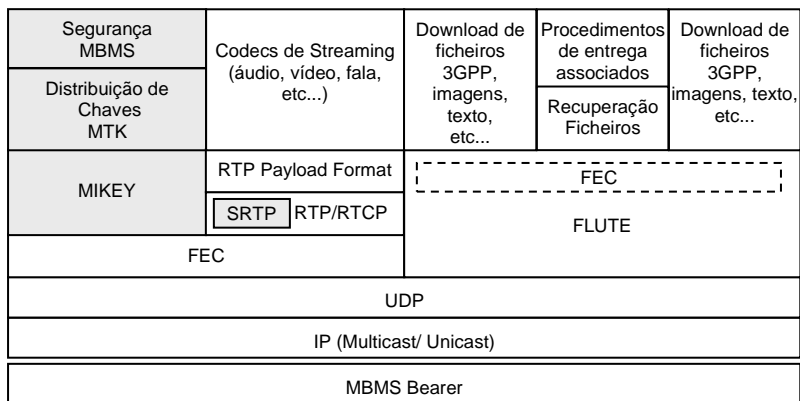 Segurança
MBMS
Distribuição de
Chaves
MTK
Codecs de Streaming
(áudio, vídeo, fala,
etc...)
Download de
ficheiros
3GPP,
imagens,
texto,
etc...
Procedimentos
de entrega
associados
Recuperação
Ficheiros
Download de
ficheiros
3GPP,
imagens, texto,
etc...
MIKEY
RTP Payload Format
SRTP RTP/RTCP
FEC
FLUTE
FEC
UDP
IP (Multicast/ Unicast)
MBMS Bearer